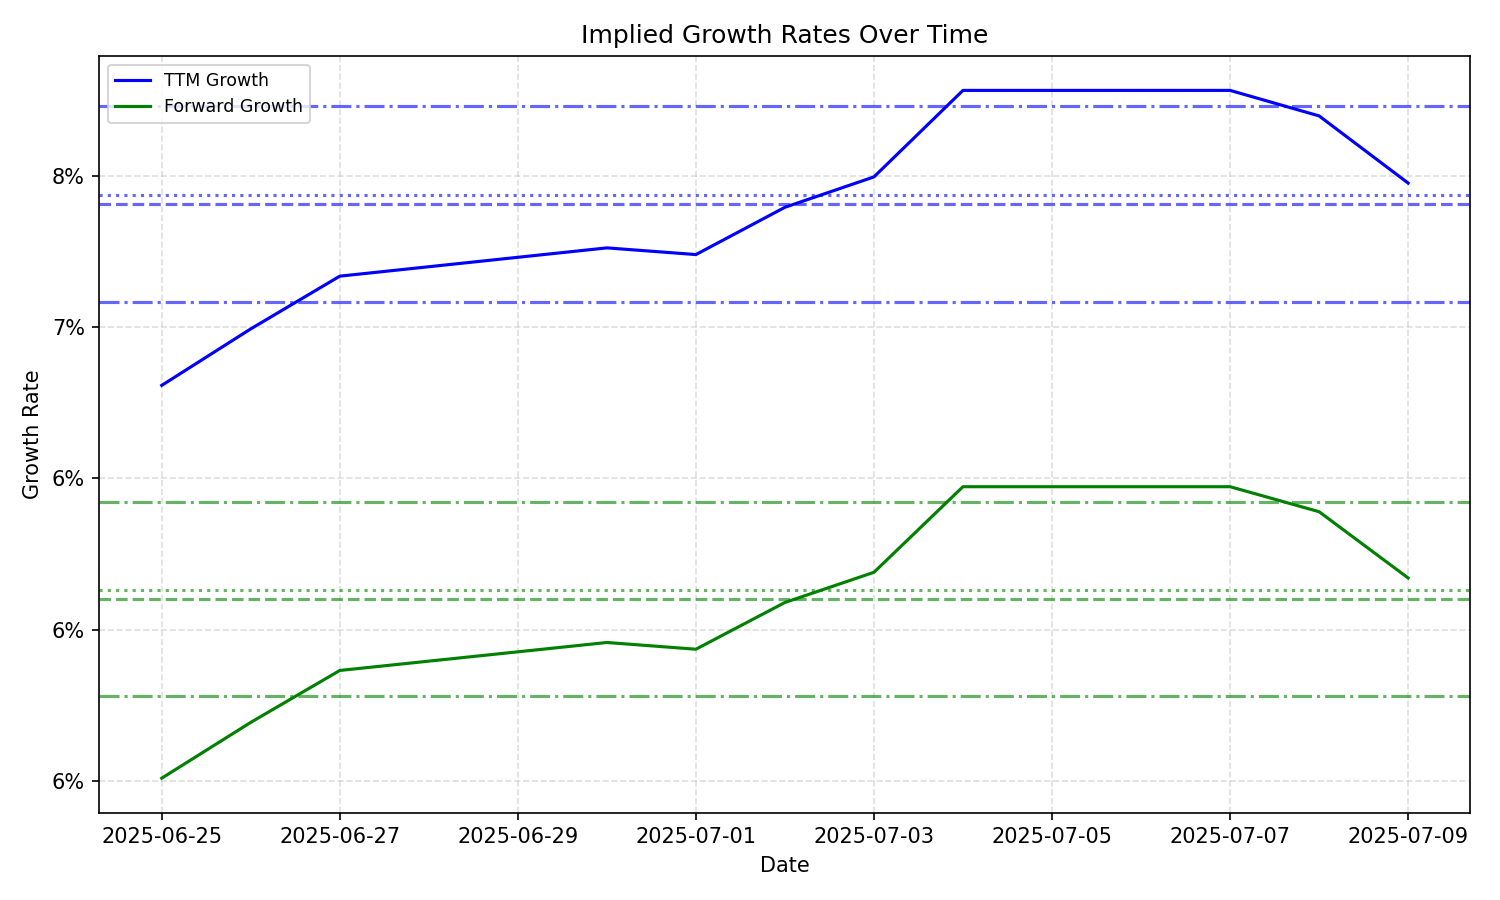 Implied Growth Rates Over Time
TTM Growth
Forward Growth
Growth Rate
8%
7%
6%
6%
6%
2025-06-25
2025-06-27
2025-06-29
2025-07-01
2025-07-03
2025-07-05
2025-07-07
2025-07-09
Date